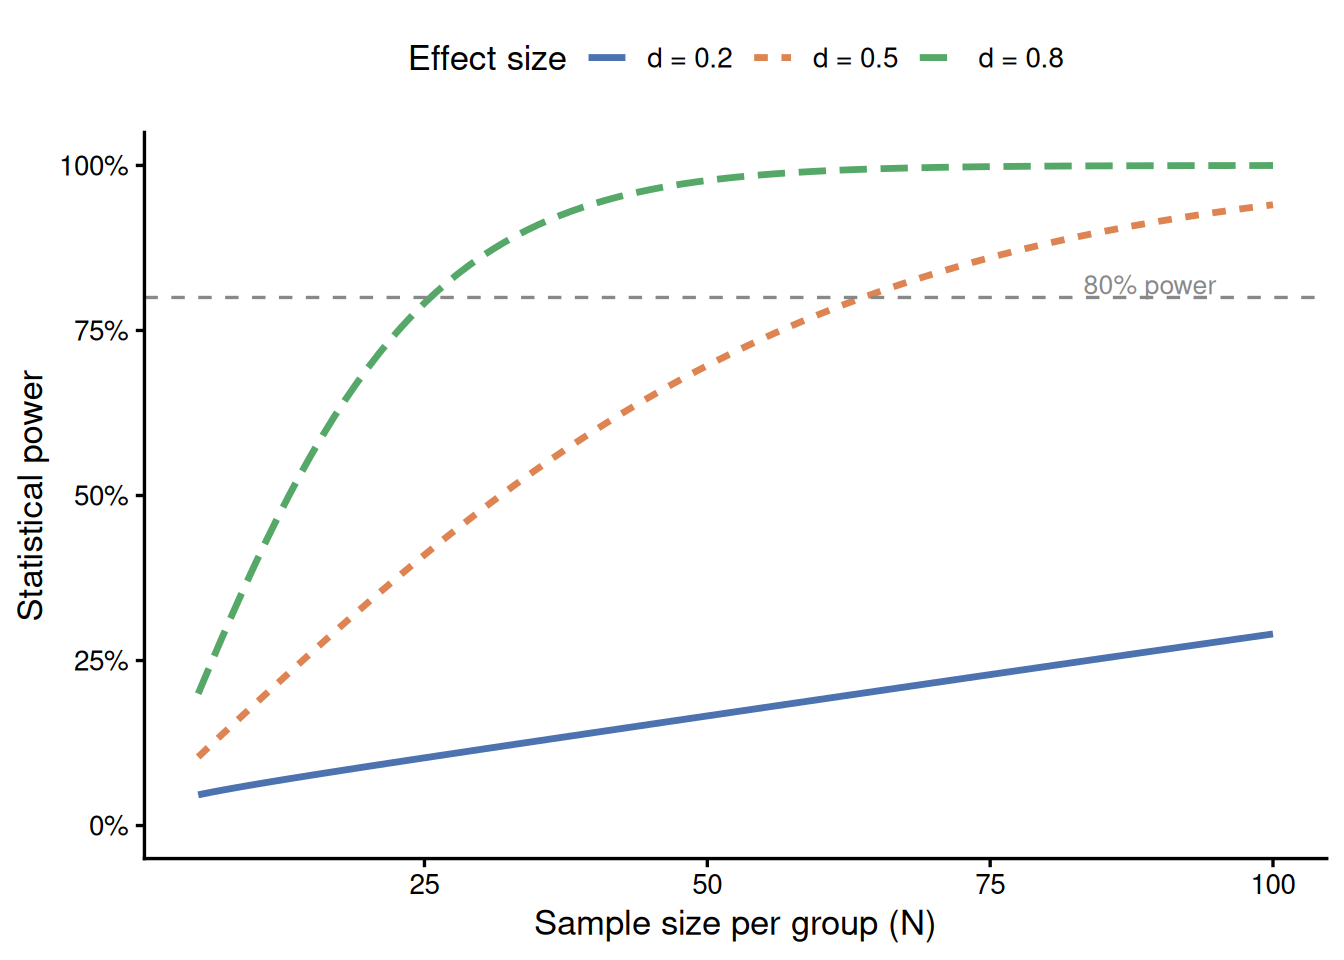 Effect size d = 0.2 d = 0.5 d = 0.8
100%
80% power
75%
50%
25%
0%
Statistical power
25 50 75 100
Sample size per group (N)